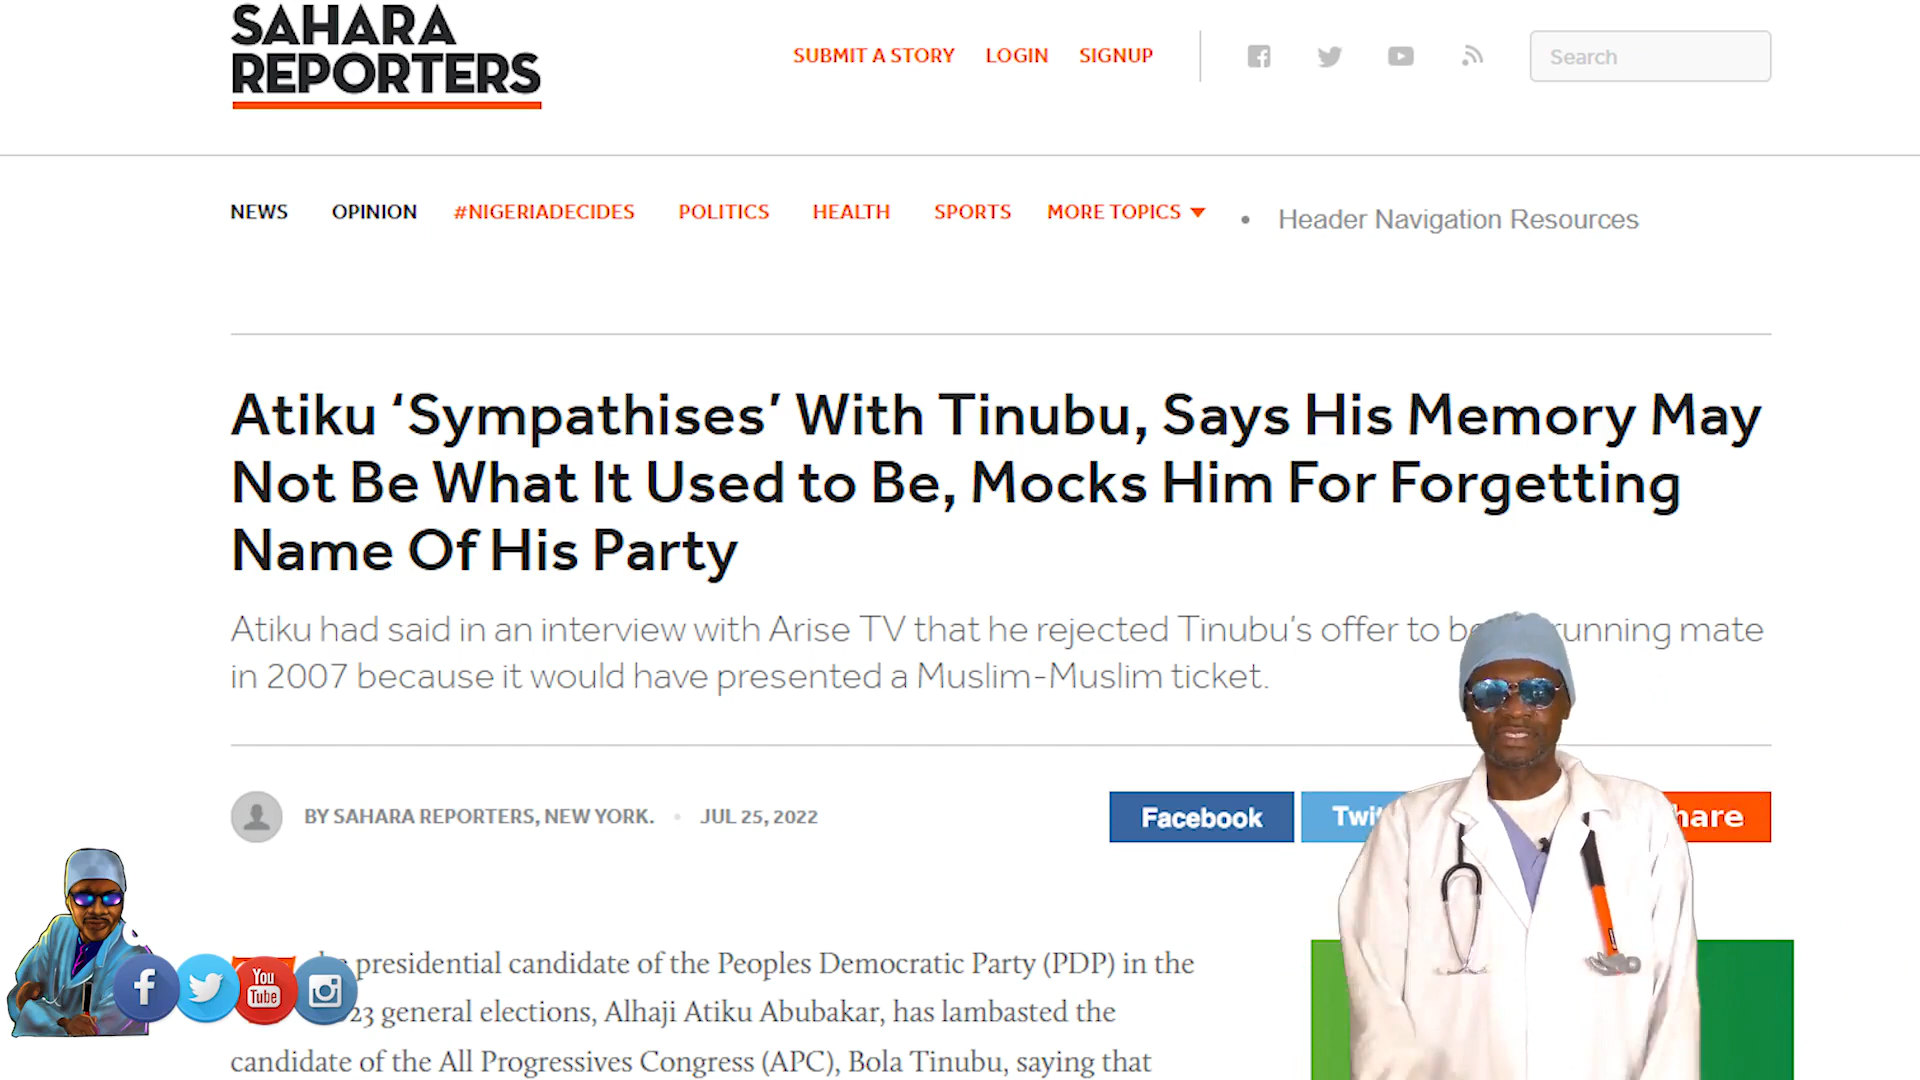 SAHARA
REPORTERS
SUBMIT A STORY LOGIN SIGNUP Search
NEWS OPINION #NIGERIADECIDES POLITICS HEALTH SPORTS MORE TOPICS • Header Navigation Resources
Atiku ‘Sympathises’ With Tinubu, Says His Memory May
Not Be What It Used to Be, Mocks Him For Forgetting
Name Of His Party
Atiku had said in an interview with Arise TV that he rejected Tinubu’s offer to running mate
in 2007 because it would have presented a Muslim-Muslim ticket.
BY SAHARA REPORTERS, NEW YORK. • JUL 25, 2022
Facebook
presidential candidate of the Peoples Democratic Party (PDP) in the
23 general elections, Alhaji Atiku Abubakar, has lambasted the
candidate of the All Progressives Congress (APC), Bola Tinubu, saying that
You
Tube